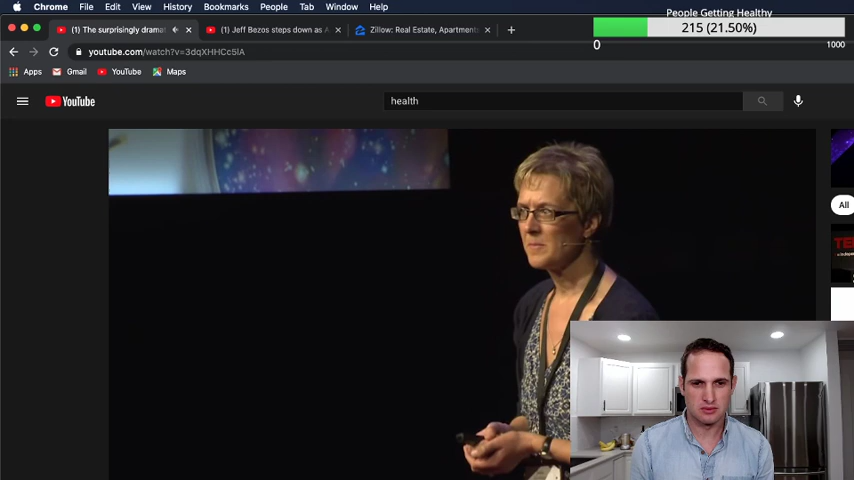 Chrome File Edit View History Bookmarks People Tab Window Help
People Getting Healthy
215 (21.50%)
0 1000
(1) The surprisingly dramat
(1) Jeff Bezos steps down as A
Zillow: Real Estate, Apartments
youtube.com/watch?v=3dqXHHCc5lA
Apps Gmail YouTube Maps
YouTube
health
All
TED